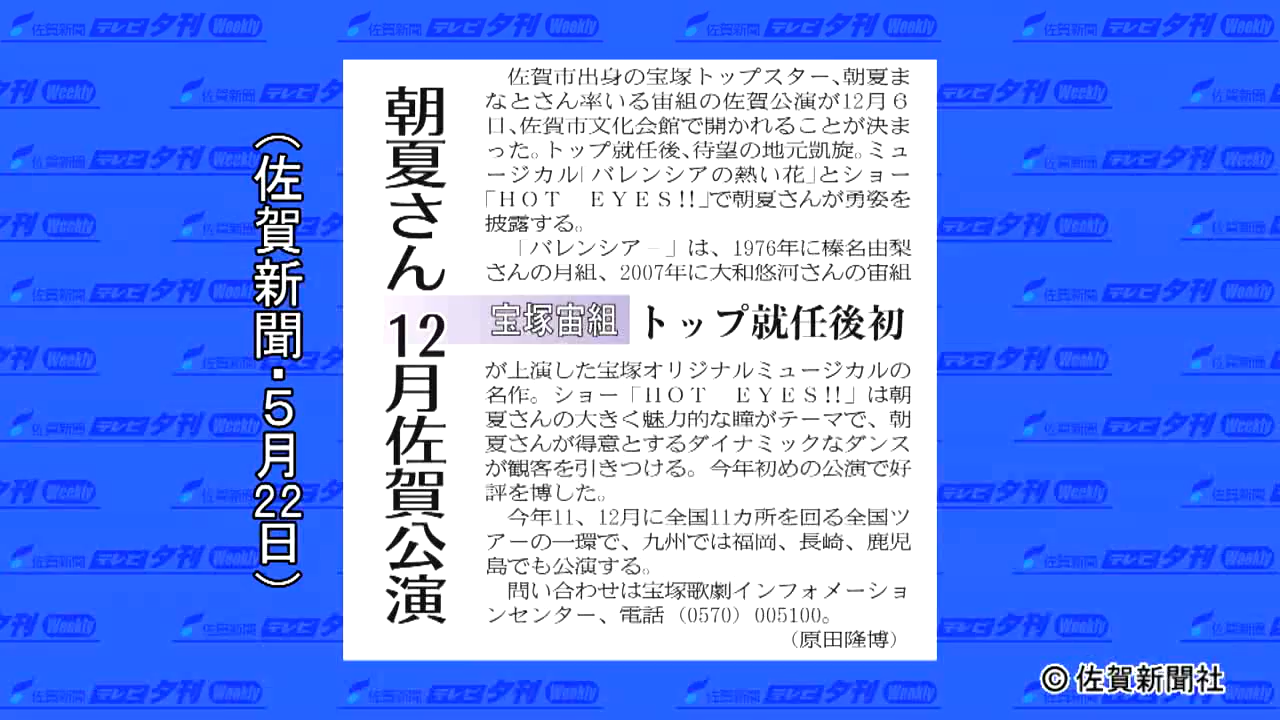 （佐賀新聞・５月22日）
朝夏さん 12月佐賀公演
佐賀市出身の宝塚トップスター、朝夏ま
なとさん率いる宙組の佐賀公演が12月６
日、佐賀市文化会館で開かれることが決ま
った。トップ就任後、待望の地元凱旋。ミュ
ージカル「バレンシアの熱い花」とショー
「ＨＯＴ　ＥＹＥＳ!!」で朝夏さんが勇姿を
披露する。
「バレンシア―」は、1976年に榛名由梨
さんの月組、2007年に大和悠河さんの宙組
宝塚宙組 トップ就任後初
が上演した宝塚オリジナルミュージカルの
名作。ショー「ＨＯＴ　ＥＹＥＳ!!」は朝
夏さんの大きく魅力的な瞳がテーマで、朝
夏さんが得意とするダイナミックなダンス
が観客を引きつける。今年初めの公演で好
評を博した。
今年11、12月に全国11カ所を回る全国ツ
アーの一環で、九州では福岡、長崎、鹿児
島でも公演する。
問い合わせは宝塚歌劇インフォメーショ
ンセンター、電話（0570）005100。
（原田隆博）
© 佐賀新聞社
佐賀新聞 テレビ夕刊 Weekly